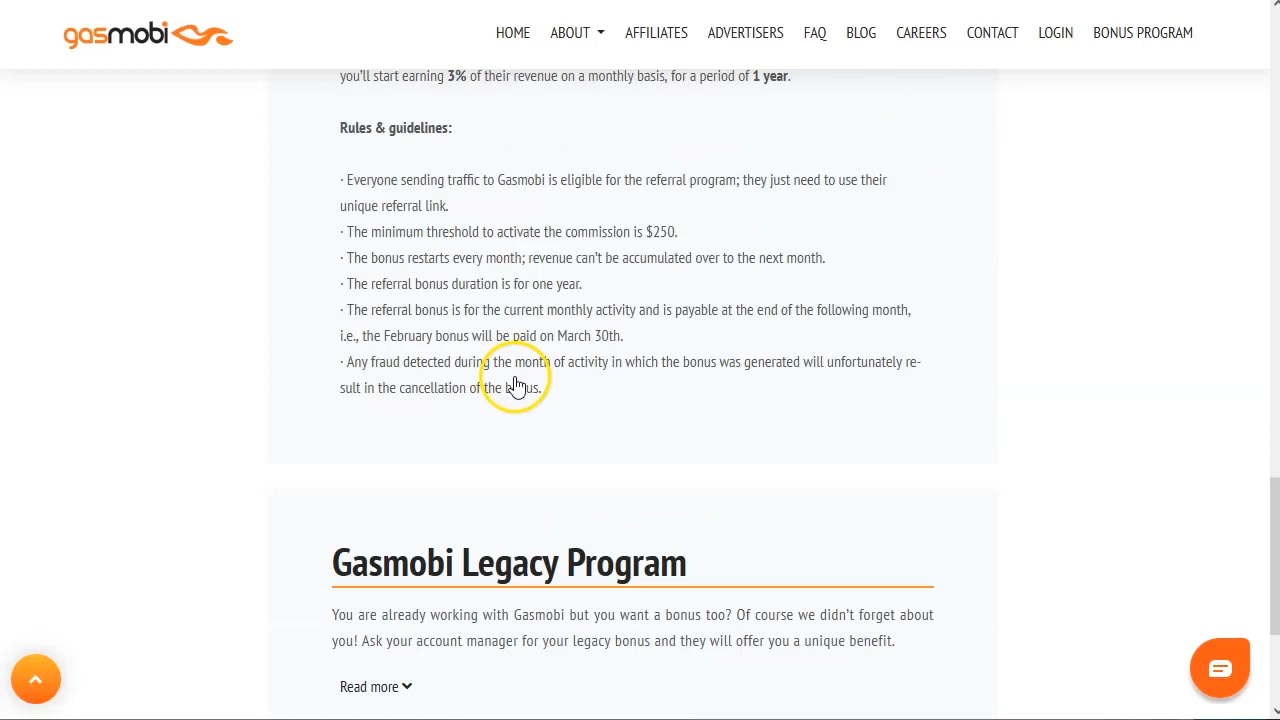 gasmobi
HOME ABOUT AFFILIATES ADVERTISERS FAQ BLOG CAREERS CONTACT LOGIN BONUS PROGRAM
you'll start earning 3% of their revenue on a monthly basis, for a period of 1 year.
Rules & guidelines:
· Everyone sending traffic to Gasmobi is eligible for the referral program; they just need to use their
unique referral link.
· The minimum threshold to activate the commission is $250.
· The bonus restarts every month; revenue can't be accumulated over to the next month.
· The referral bonus duration is for one year.
· The referral bonus is for the current monthly activity and is payable at the end of the following month,
i.e., the February bonus will be paid on March 30th.
· Any fraud detected during the month of activity in which the bonus was generated will unfortunately re-
sult in the cancellation of the bonus.
Gasmobi Legacy Program
You are already working with Gasmobi but you want a bonus too? Of course we didn't forget about
you! Ask your account manager for your legacy bonus and they will offer you a unique benefit.
Read more